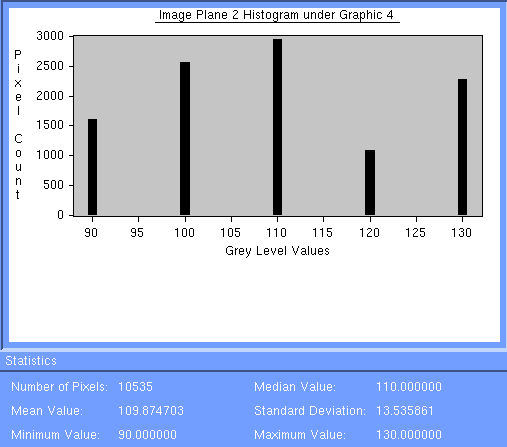 Image Plane 2 Histogram under Graphic 4
Pixel Count
3000
2500
2000
1500
1000
500
0
90 95 100 105 110 115 120 125 130
Grey Level Values
Statistics
Number of Pixels: 10535 Median Value: 110.000000
Mean Value: 109.874703 Standard Deviation: 13.535861
Minimum Value: 90.000000 Maximum Value: 130.000000